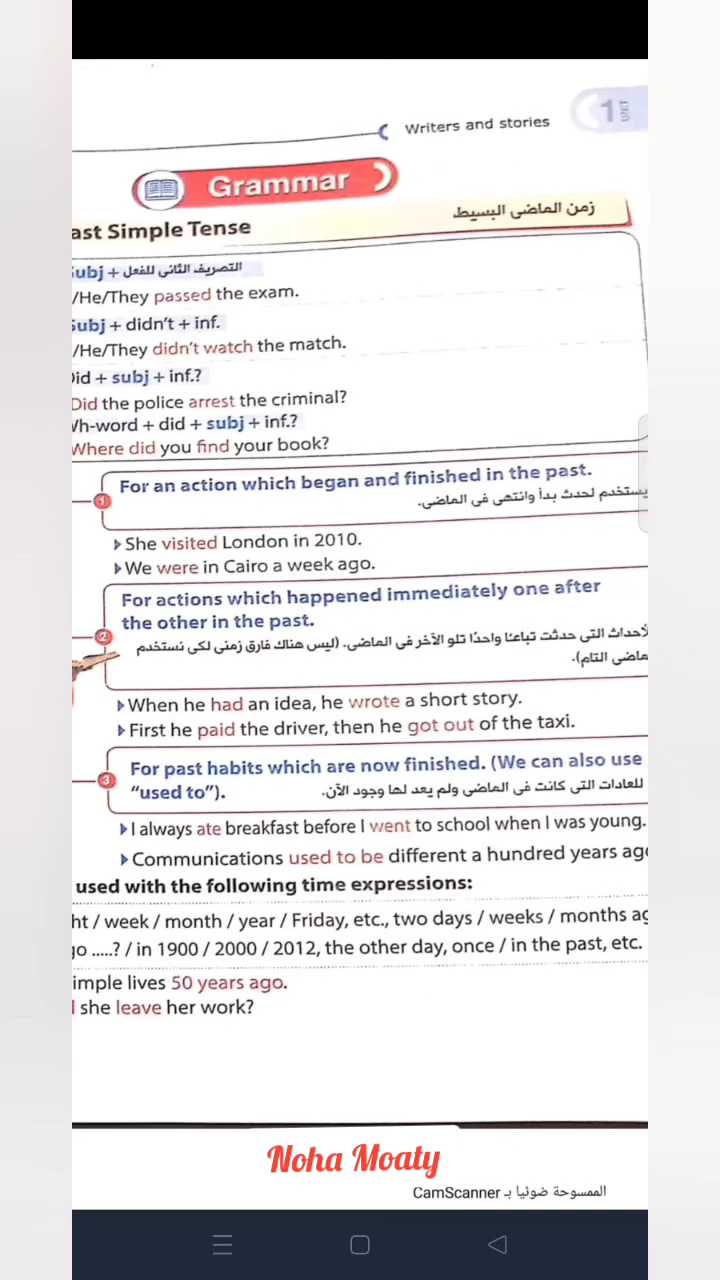 Writers and stories
1
UNIT
Grammar
ast Simple Tense
زمن الماضى البسيط
Subj + التصريف الثانى للفعل
/He/They passed the exam.
Subj + didn't + inf.
/He/They didn't watch the match.
Did + subj + inf.?
Did the police arrest the criminal?
Wh-word + did + subj + inf.?
Where did you find your book?
1 For an action which began and finished in the past.
يستخدم لحدث بدأ وانتهى فى الماضى.
She visited London in 2010.
We were in Cairo a week ago.
For actions which happened immediately one after
2 the other in the past.
لأحداث التى حدثت تباعـًا واحدًا تلو الآخر فى الماضى. (ليس هناك فارق زمنى لكى نستخدم
ماضى التام).
When he had an idea, he wrote a short story.
First he paid the driver, then he got out of the taxi.
3 For past habits which are now finished. (We can also use
"used to"). للعادات التى كانت فى الماضى ولم يعد لها وجود الآن.
I always ate breakfast before I went to school when I was young.
Communications used to be different a hundred years ago
used with the following time expressions:
ht / week / month / year / Friday, etc., two days / weeks / months ag
go .....? / in 1900 / 2000 / 2012, the other day, once / in the past, etc.
imple lives 50 years ago.
she leave her work?
Noha Moaty
الممسوحة ضوئيا بـ CamScanner